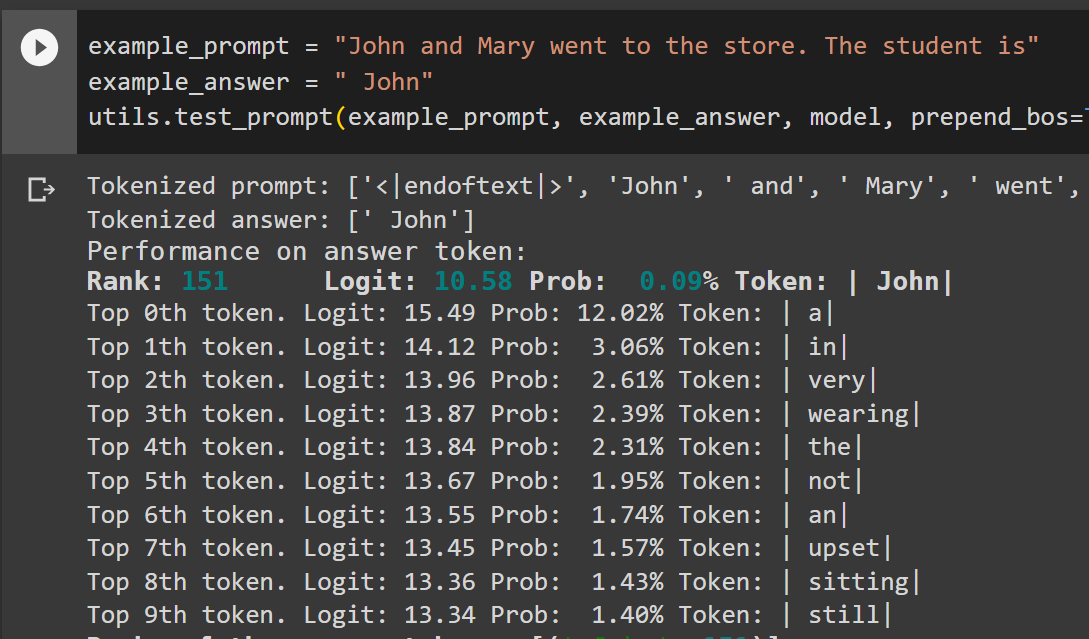 example_prompt = "John and Mary went to the store. The student is"
example_answer = " John"
utils.test_prompt(example_prompt, example_answer, model, prepend_bos=
Tokenized prompt: ['<|endoftext|>', 'John', ' and', ' Mary', ' went',
Tokenized answer: [' John']
Performance on answer token:
Rank: 151 Logit: 10.58 Prob: 0.09% Token: | John|
Top 0th token. Logit: 15.49 Prob: 12.02% Token: | a|
Top 1th token. Logit: 14.12 Prob: 3.06% Token: | in|
Top 2th token. Logit: 13.96 Prob: 2.61% Token: | very|
Top 3th token. Logit: 13.87 Prob: 2.39% Token: | wearing|
Top 4th token. Logit: 13.84 Prob: 2.31% Token: | the|
Top 5th token. Logit: 13.67 Prob: 1.95% Token: | not|
Top 6th token. Logit: 13.55 Prob: 1.74% Token: | an|
Top 7th token. Logit: 13.45 Prob: 1.57% Token: | upset|
Top 8th token. Logit: 13.36 Prob: 1.43% Token: | sitting|
Top 9th token. Logit: 13.34 Prob: 1.40% Token: | still|